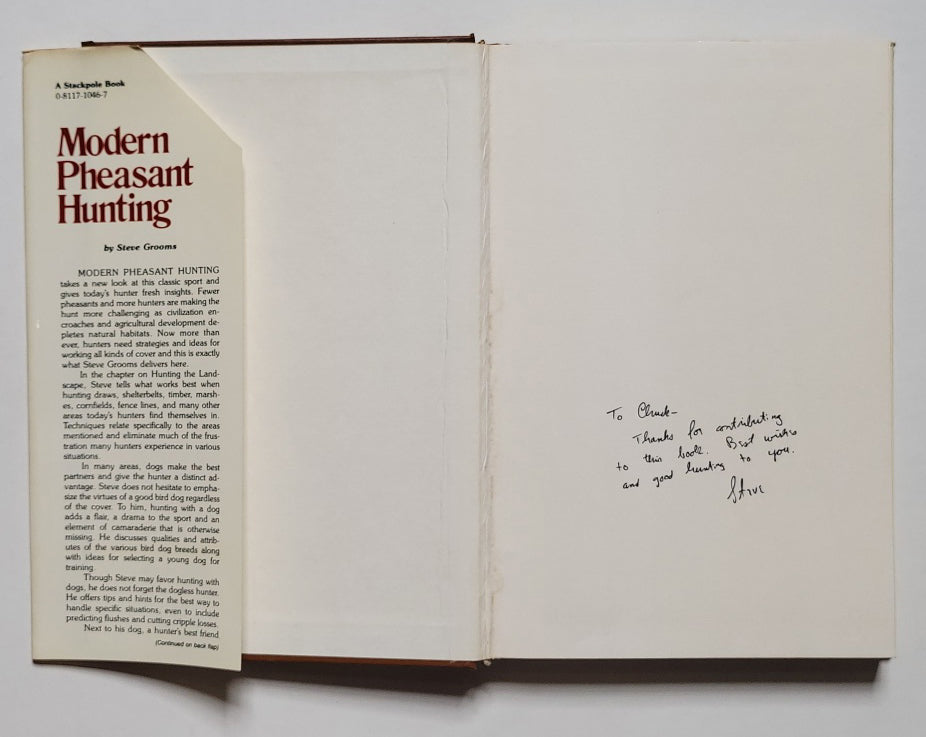 A Stackpole Book
0-8117-1046-7
Modern
Pheasant
Hunting
by Steve Grooms
MODERN PHEASANT HUNTING
takes a new look at this classic sport and
gives today's hunter fresh insights. Fewer
pheasants and more hunters are making the
hunt more challenging as civilization en-
croaches and agricultural development de-
pletes natural habitats. Now more than
ever, hunters need strategies and ideas for
working all kinds of cover and this is exactly
what Steve Grooms delivers here.
In the chapter on Hunting the Land-
scape, Steve tells what works best when
hunting draws, shelterbelts, timber, marsh-
es, cornfields, fence lines, and many other
areas today's hunters find themselves in.
Techniques relate specifically to the areas
mentioned and eliminate much of the frus-
tration many hunters experience in various
situations.
In many areas, dogs make the best
partners and give the hunter a distinct ad-
vantage. Steve does not hesitate to empha-
size the virtues of a good bird dog regardless
of the cover. To him, hunting with a dog
adds a flair, a drama to the sport and an
element of camaraderie that is otherwise
missing. He discusses qualities and attrib-
utes of the various bird dog breeds along
with ideas for selecting a young dog for
training.
Though Steve may favor hunting with
dogs, he does not forget the dogless hunter.
He offers tips and hints for the best way to
handle specific situations, even to include
predicting flushes and cutting cripple losses.
Next to his dog, a hunter's best friend
(Continued on back flap)
To Chuck-
Thanks for contributing
to this book. Best wishes
and good hunting to you.
Steve